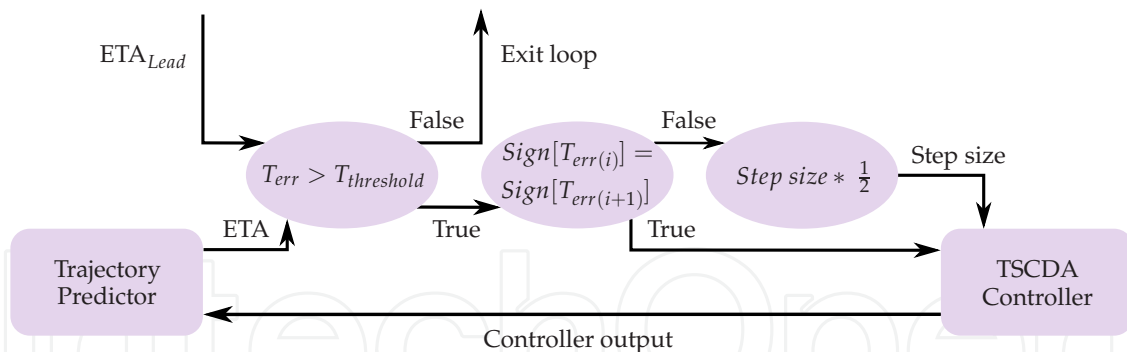 ETA_Lead
Exit loop
False
False
T_err > T_threshold
Sign[T_err(i)] =
Sign[T_err(i+1)]
Step size * 1/2
Step size
ETA
True
True
Trajectory
Predictor
TSCDA
Controller
Controller output
IntechOpen